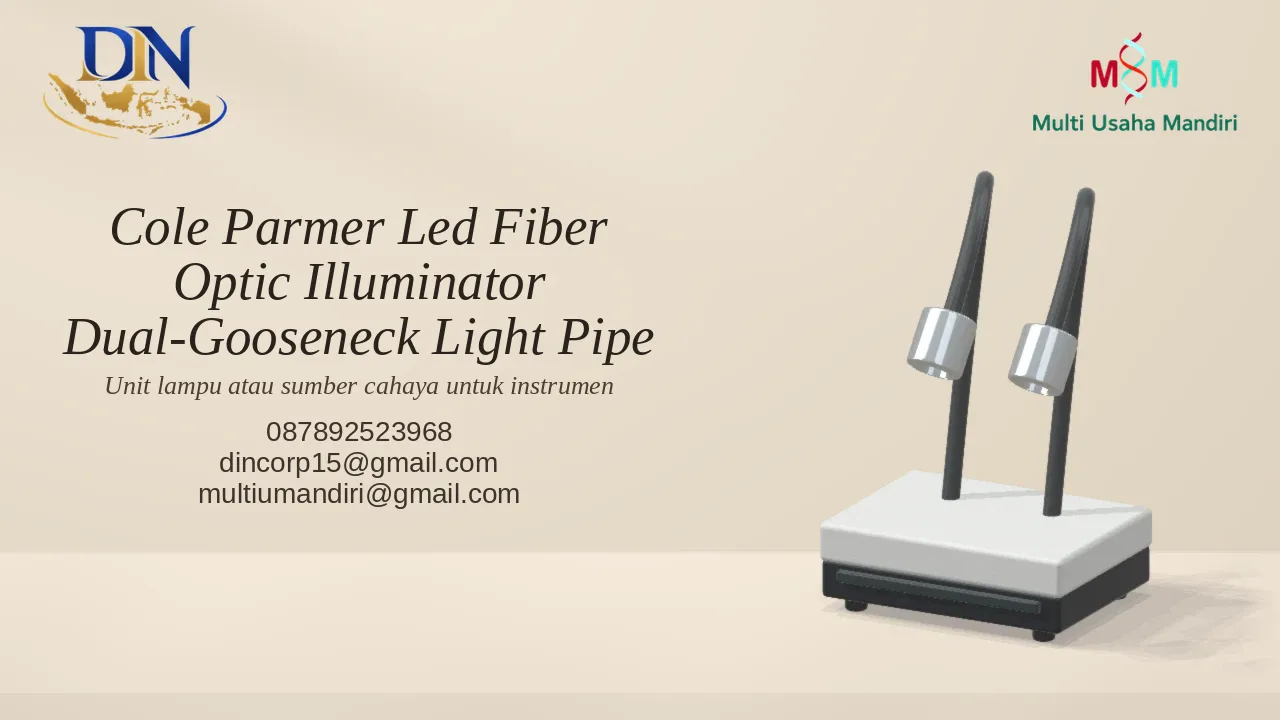 DIN
MSM
Multi Usaha Mandiri
Cole Parmer Led Fiber
Optic Illuminator
Dual-Gooseneck Light Pipe
Unit lampu atau sumber cahaya untuk instrumen
087892523968
dincorp15@gmail.com
multiumandiri@gmail.com